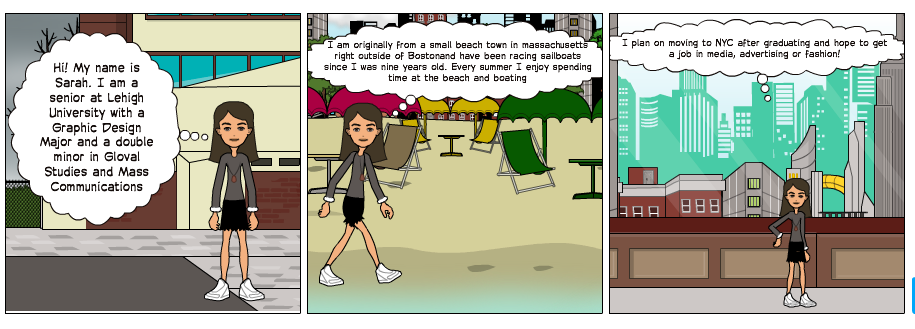 Hi! My name is
Sarah. I am a
senior at Lehigh
University with a
Graphic Design
Major and a double
minor in Gloval
Studies and Mass
Communications
I am originally from a small beach town in massachusetts
right outside of Bostonand have been racing sailboats
since I was nine years old. Every summer I enjoy spending
time at the beach and boating
I plan on moving to NYC after graduating and hope to get
a job in media, advertising or fashion!